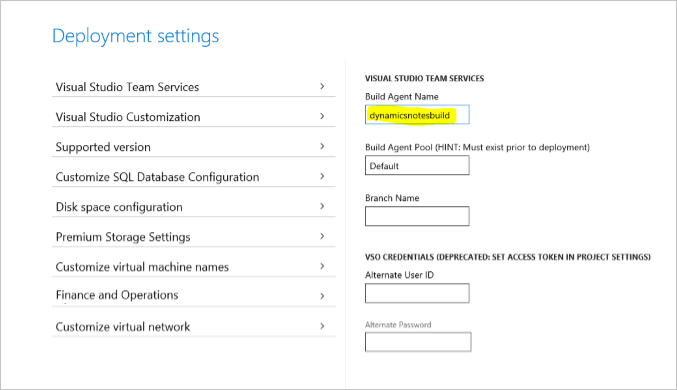 Deployment settings
Visual Studio Team Services
Visual Studio Customization
Supported version
Customize SQL Database Configuration
Disk space configuration
Premium Storage Settings
Customize virtual machine names
Finance and Operations
Customize virtual network
VISUAL STUDIO TEAM SERVICES
Build Agent Name
dynamicsnotesbuild
Build Agent Pool (HINT: Must exist prior to deployment)
Default
Branch Name
VSO CREDENTIALS (DEPRECATED: SET ACCESS TOKEN IN PROJECT SETTINGS)
Alternate User ID
Alternate Password